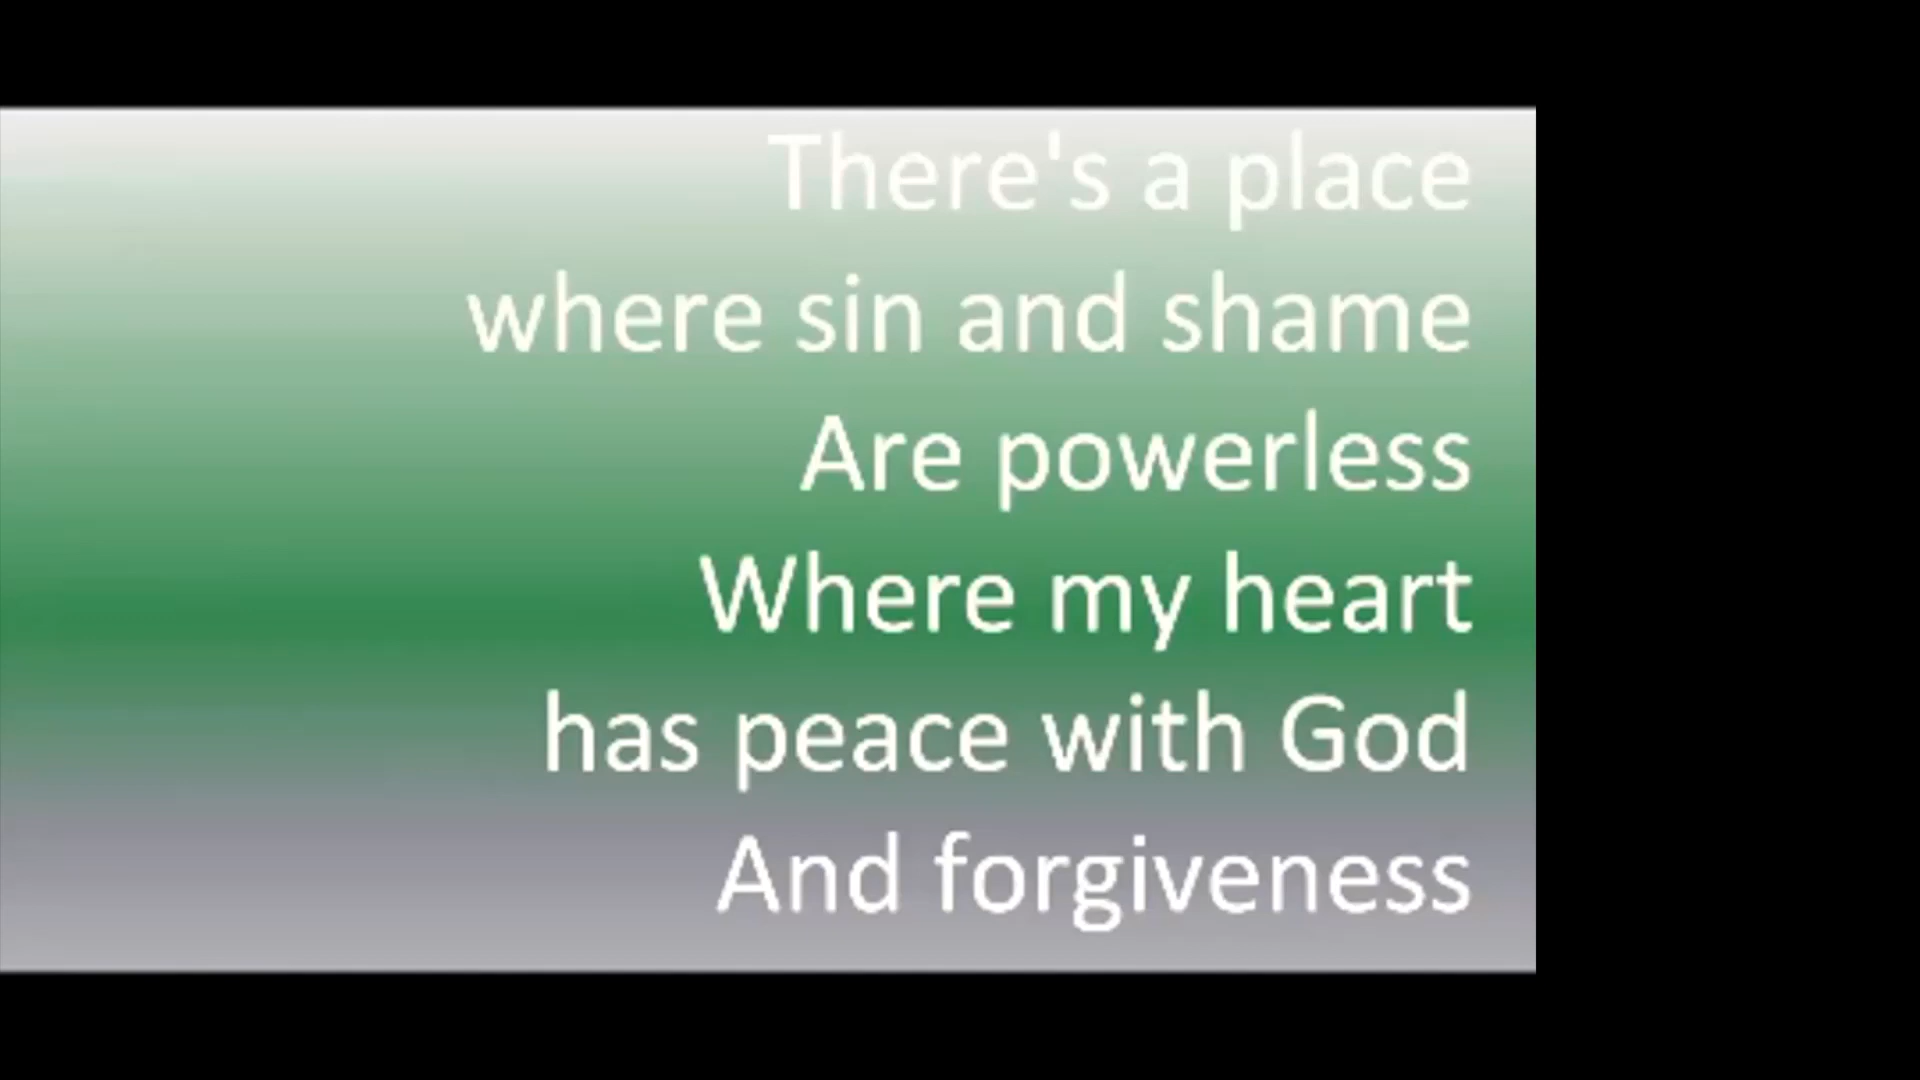 There's a place
where sin and shame
Are powerless
Where my heart
has peace with God
And forgiveness